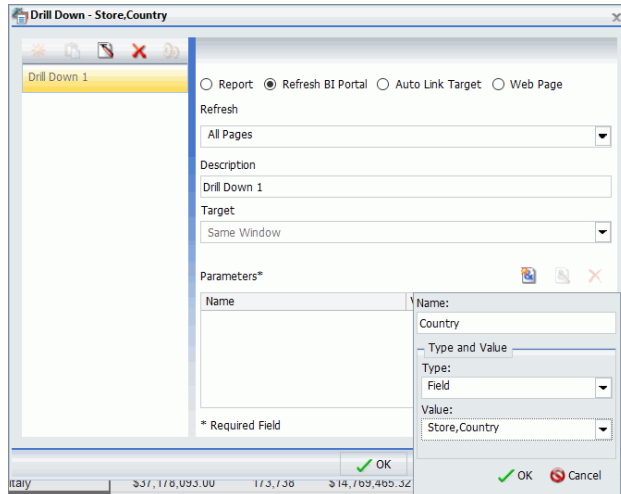 Drill Down - Store,Country
Drill Down 1
Report Refresh BI Portal Auto Link Target Web Page
Refresh
All Pages
Description
Drill Down 1
Target
Same Window
Parameters*
Name
Name:
Country
Type and Value
Type:
Field
Value:
Store,Country
* Required Field
OK
OK Cancel
Italy $37,178,093.00 173,738 $14,769,465.32